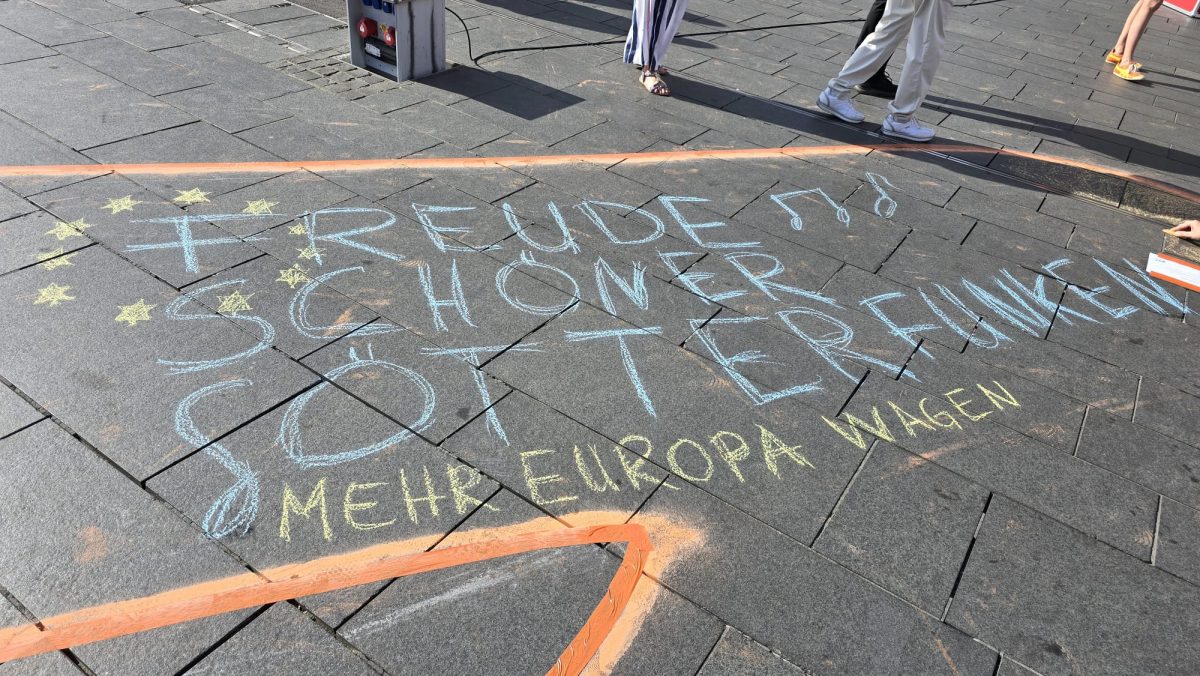 FREUDE
SCHÖNER
GÖTTERFUNKEN
MEHR EUROPA WAGEN